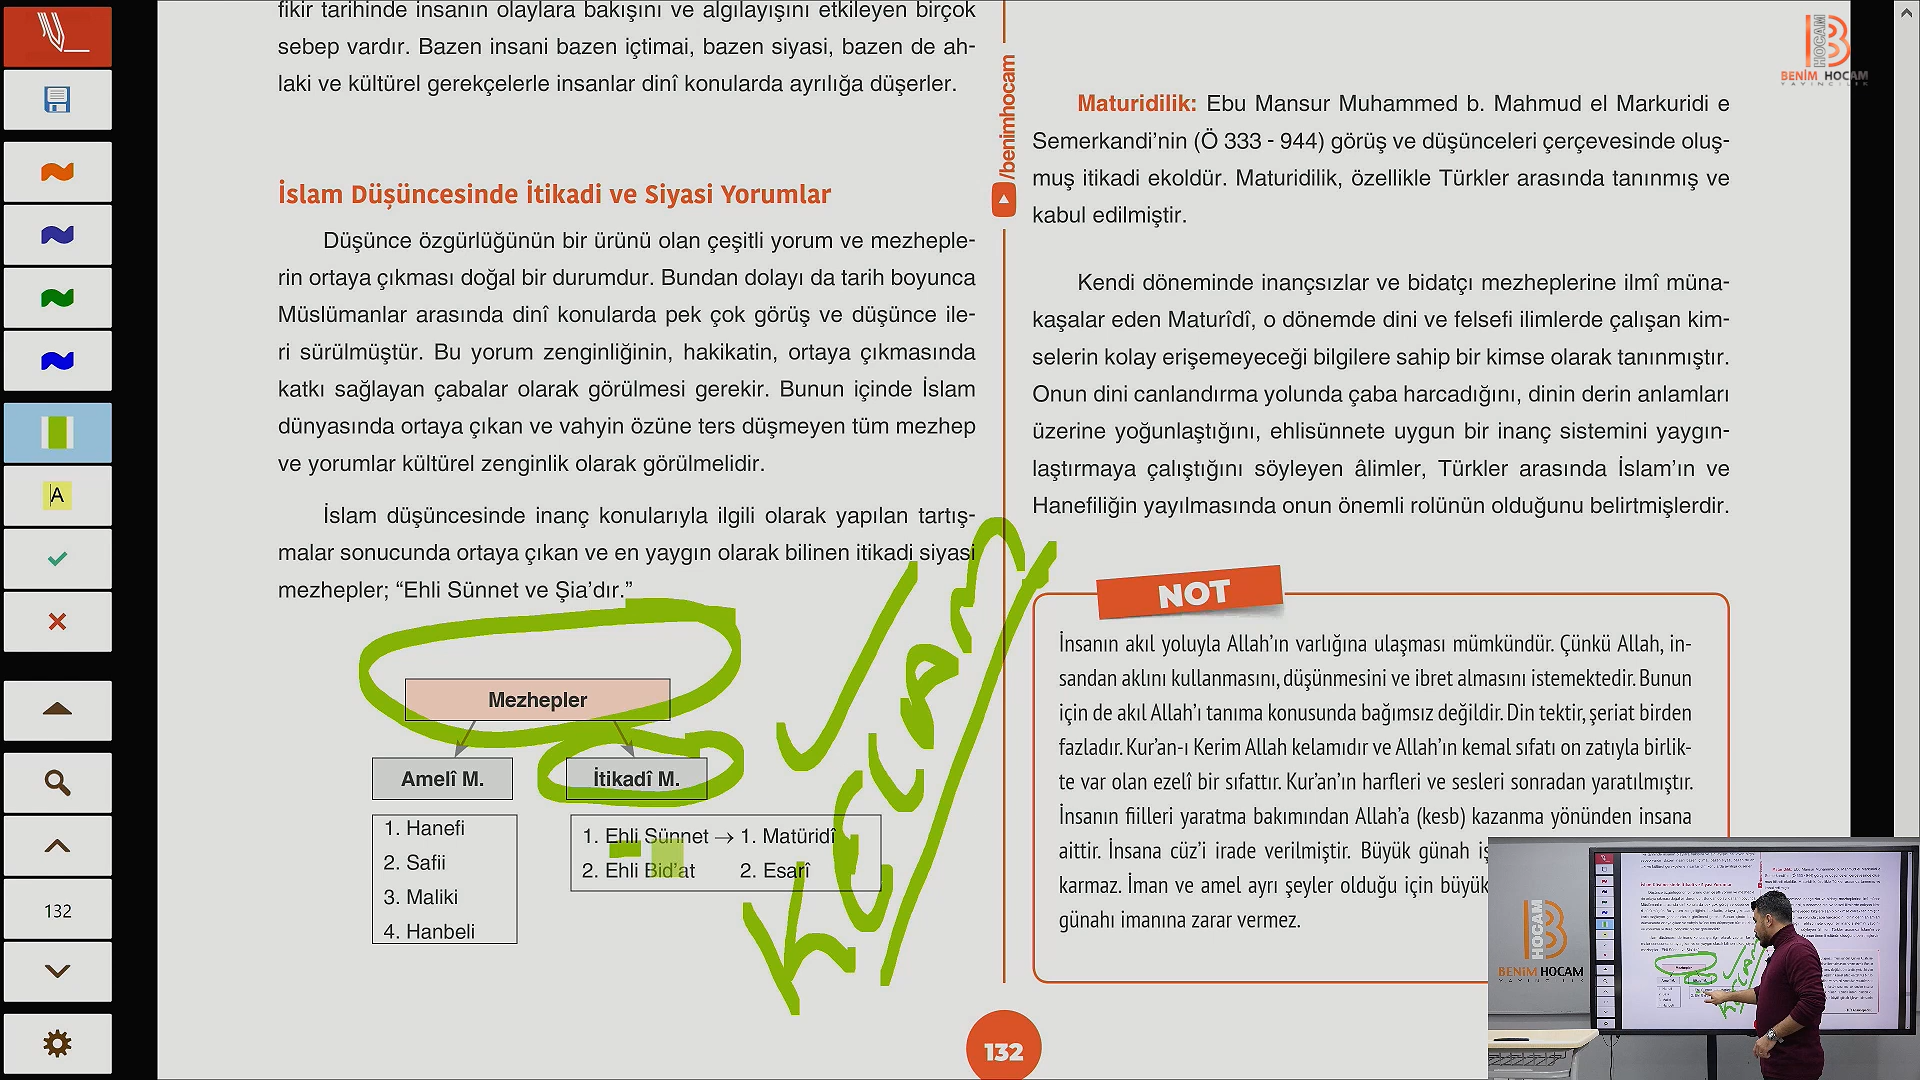 fikir tarihinde insanın olaylara bakışını ve algılayışını etkileyen birçok
sebep vardır. Bazen insani bazen içtimai, bazen siyasi, bazen de ah-
laki ve kültürel gerekçelerle insanlar dinî konularda ayrılığa düşerler.
İslam Düşüncesinde İtikadi ve Siyasi Yorumlar
Düşünce özgürlüğünün bir ürünü olan çeşitli yorum ve mezheple-
rin ortaya çıkması doğal bir durumdur. Bundan dolayı da tarih boyunca
Müslümanlar arasında dinî konularda pek çok görüş ve düşünce ile-
ri sürülmüştür. Bu yorum zenginliğinin, hakikatin, ortaya çıkmasında
katkı sağlayan çabalar olarak görülmesi gerekir. Bunun içinde İslam
dünyasında ortaya çıkan ve vahyin özüne ters düşmeyen tüm mezhep
ve yorumlar kültürel zenginlik olarak görülmelidir.
İslam düşüncesinde inanç konularıyla ilgili olarak yapılan tartış-
malar sonucunda ortaya çıkan ve en yaygın olarak bilinen itikadi siyasi
mezhepler; “Ehli Sünnet ve Şia’dır.”
Mezhepler
Amelî M.
İtikadî M.
1. Hanefi
2. Safii
3. Maliki
4. Hanbeli
1. Ehli Sünnet → 1. Matüridî
2. Ehli Bid’at 2. Esarî
/benimhocam
BENİM HOCAM
YAYINCILIK
Maturidilik: Ebu Mansur Muhammed b. Mahmud el Markuridi e
Semerkandi’nin (Ö 333 - 944) görüş ve düşünceleri çerçevesinde oluş-
muş itikadi ekoldür. Maturidilik, özellikle Türkler arasında tanınmış ve
kabul edilmiştir.
Kendi döneminde inançsızlar ve bidatçı mezheplerine ilmî müna-
kaşalar eden Maturîdî, o dönemde dini ve felsefi ilimlerde çalışan kim-
selerin kolay erişemeyeceği bilgilere sahip bir kimse olarak tanınmıştır.
Onun dini canlandırma yolunda çaba harcadığını, dinin derin anlamları
üzerine yoğunlaştığını, ehlisünnete uygun bir inanç sistemini yaygın-
laştırmaya çalıştığını söyleyen âlimler, Türkler arasında İslam’ın ve
Hanefiliğin yayılmasında onun önemli rolünün olduğunu belirtmişlerdir.
NOT
İnsanın akıl yoluyla Allah’ın varlığına ulaşması mümkündür. Çünkü Allah, in-
sandan aklını kullanmasını, düşünmesini ve ibret almasını istemektedir. Bunun
için de akıl Allah’ı tanıma konusunda bağımsız değildir. Din tektir, şeriat birden
fazladır. Kur’an-ı Kerim Allah kelamıdır ve Allah’ın kemal sıfatı on zatıyla birlik-
te var olan ezelî bir sıfattır. Kur’an’ın harfleri ve sesleri sonradan yaratılmıştır.
İnsanın fiilleri yaratma bakımından Allah’a (kesb) kazanma yönünden insana
aittir. İnsana cüz’i irade verilmiştir. Büyük günah iş
karmaz. İman ve amel ayrı şeyler olduğu için büyük
günahı imanına zarar vermez.
132
A
132
BENİM HOCAM
YAYINCILIK